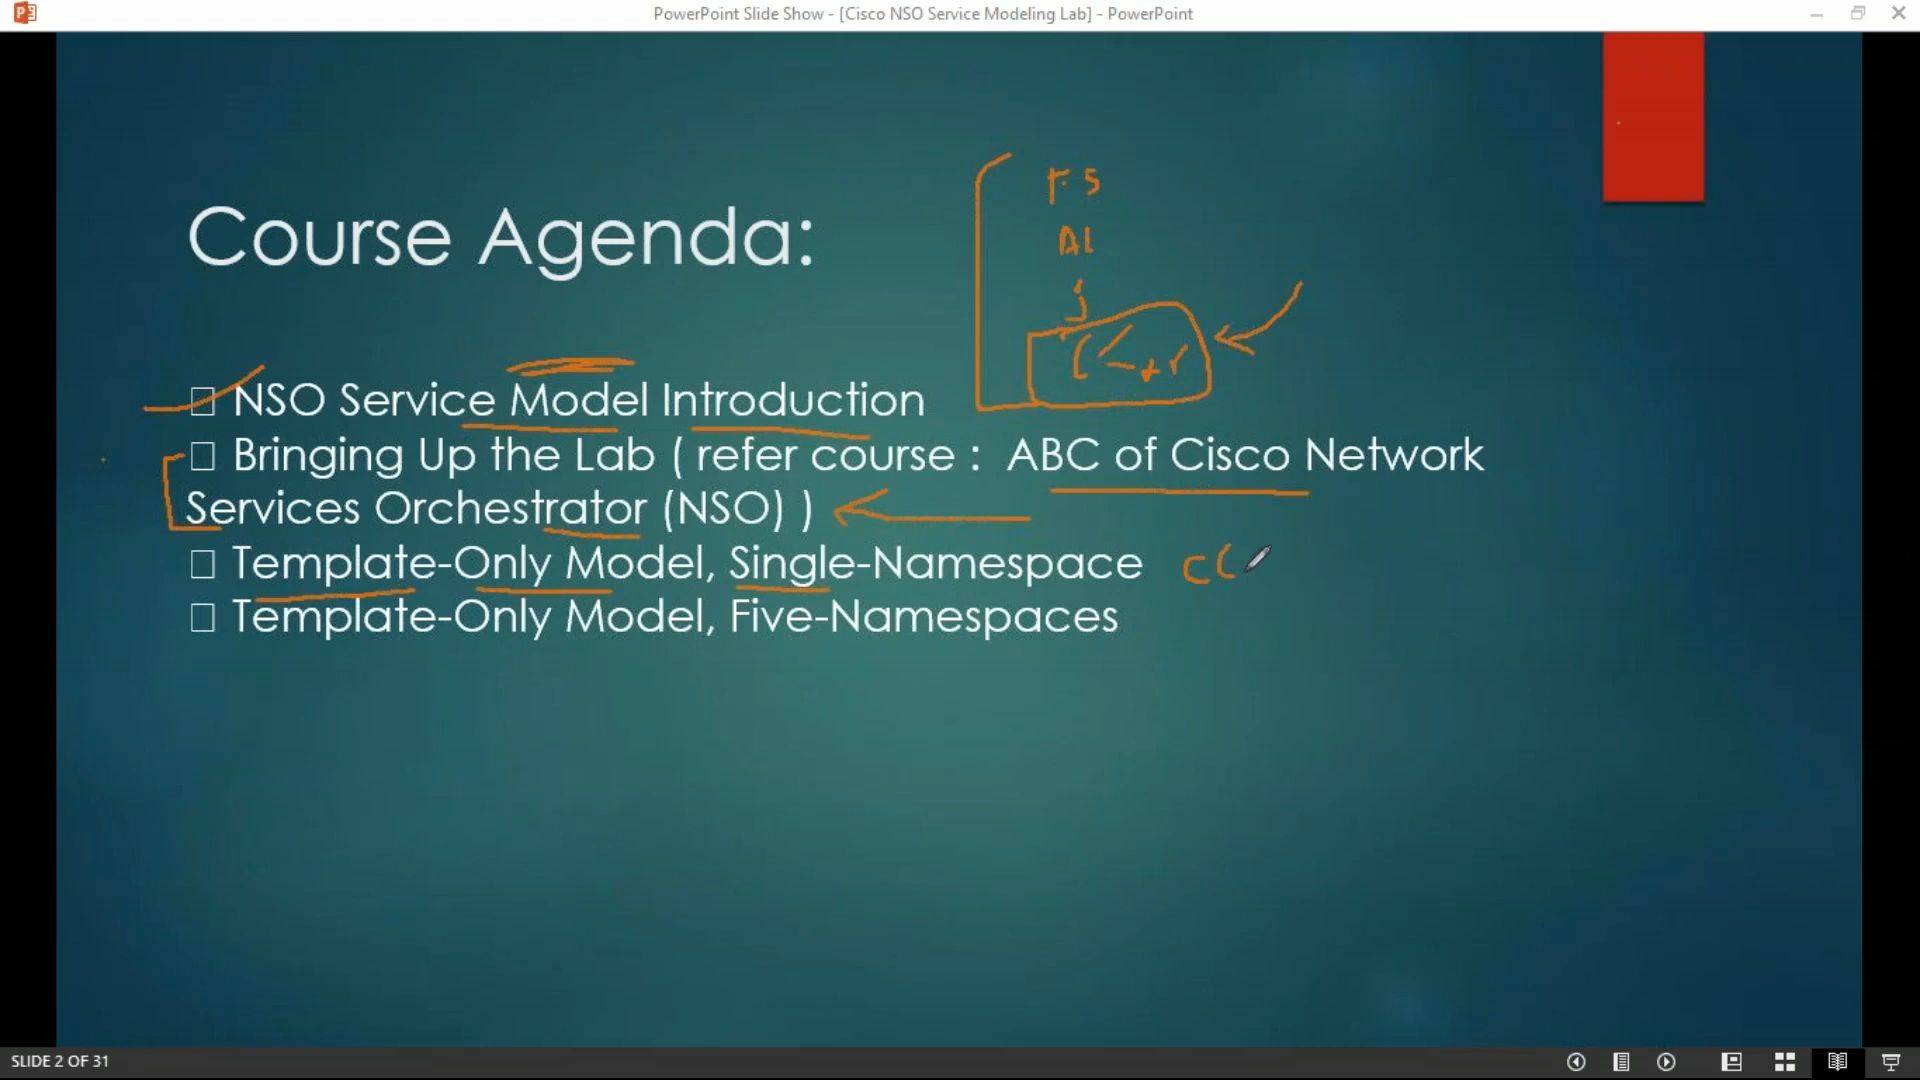 PowerPoint Slide Show - [Cisco NSO Service Modeling Lab] - PowerPoint
Course Agenda:
NSO Service Model Introduction
Bringing Up the Lab ( refer course : ABC of Cisco Network
Services Orchestrator (NSO) )
Template-Only Model, Single-Namespace
Template-Only Model, Five-Namespaces
SLIDE 2 OF 31